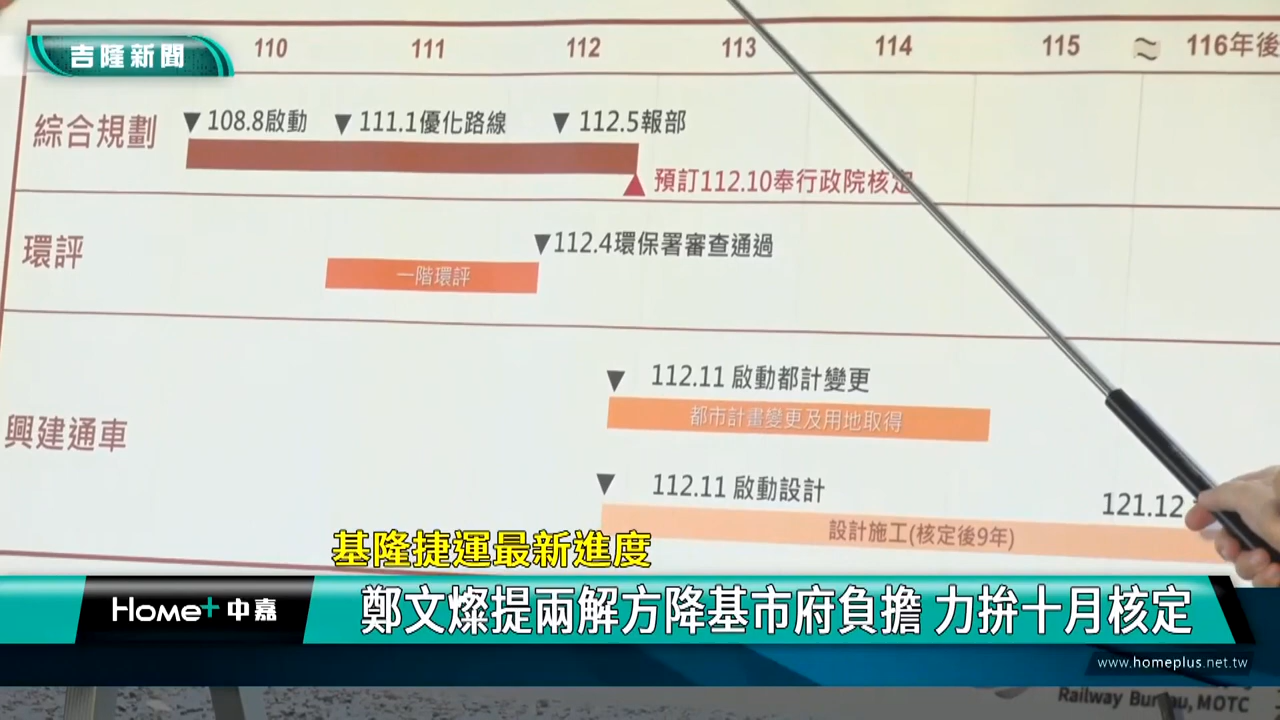 吉隆新聞
110 111 112 113 114 115 ~ 116年後
綜合規劃
108.8啟動 111.1優化路線 112.5報部
預訂112.10奉行政院核定
環評
112.4環保署審查通過
一階環評
興建通車
112.11 啟動都計變更
都市計畫變更及用地取得
112.11 啟動設計
121.12
設計施工(核定後9年)
基隆捷運最新進度
Home+中嘉
鄭文燦提兩解方降基市府負擔 力拚十月核定
www.homeplus.net.tw
Railway Bureau, MOTC